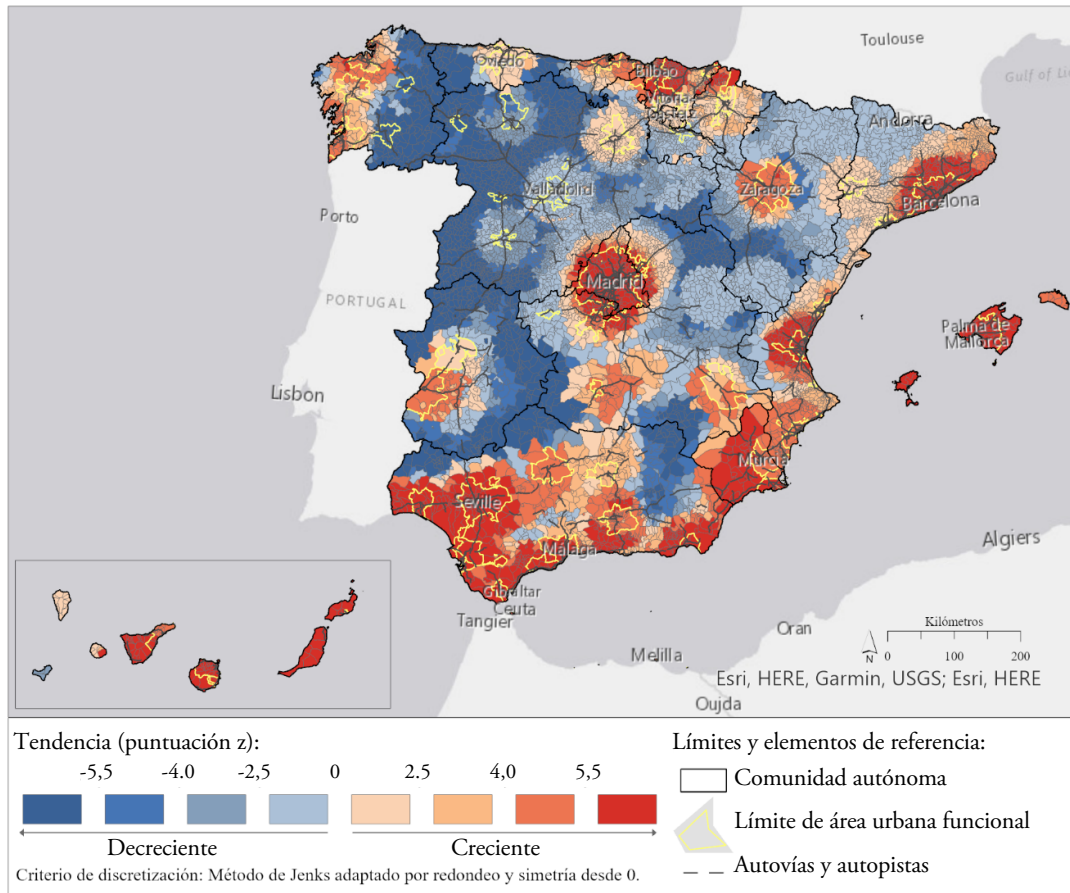 Toulouse
Gulf of
Oviedo
Bilbao
Andorra
Valladolid
Zaragoza
Barcelona
Porto
Madrid
PORTUGAL
Palma de
Mallorca
Lisbon
Murcia
Seville
Málaga
Algiers
Gibraltar
Ceuta
Tangier
Oran
Melilla
Oujda
Kilómetros
N
0 100 200
Esri, HERE, Garmin, USGS; Esri, HERE
Tendencia (puntuación z):
-5,5 -4.0 -2,5 0 2.5 4,0 5,5
Decreciente Creciente
Criterio de discretización: Método de Jenks adaptado por redondeo y simetría desde 0.
Límites y elementos de referencia:
Comunidad autónoma
Límite de área urbana funcional
Autovías y autopistas